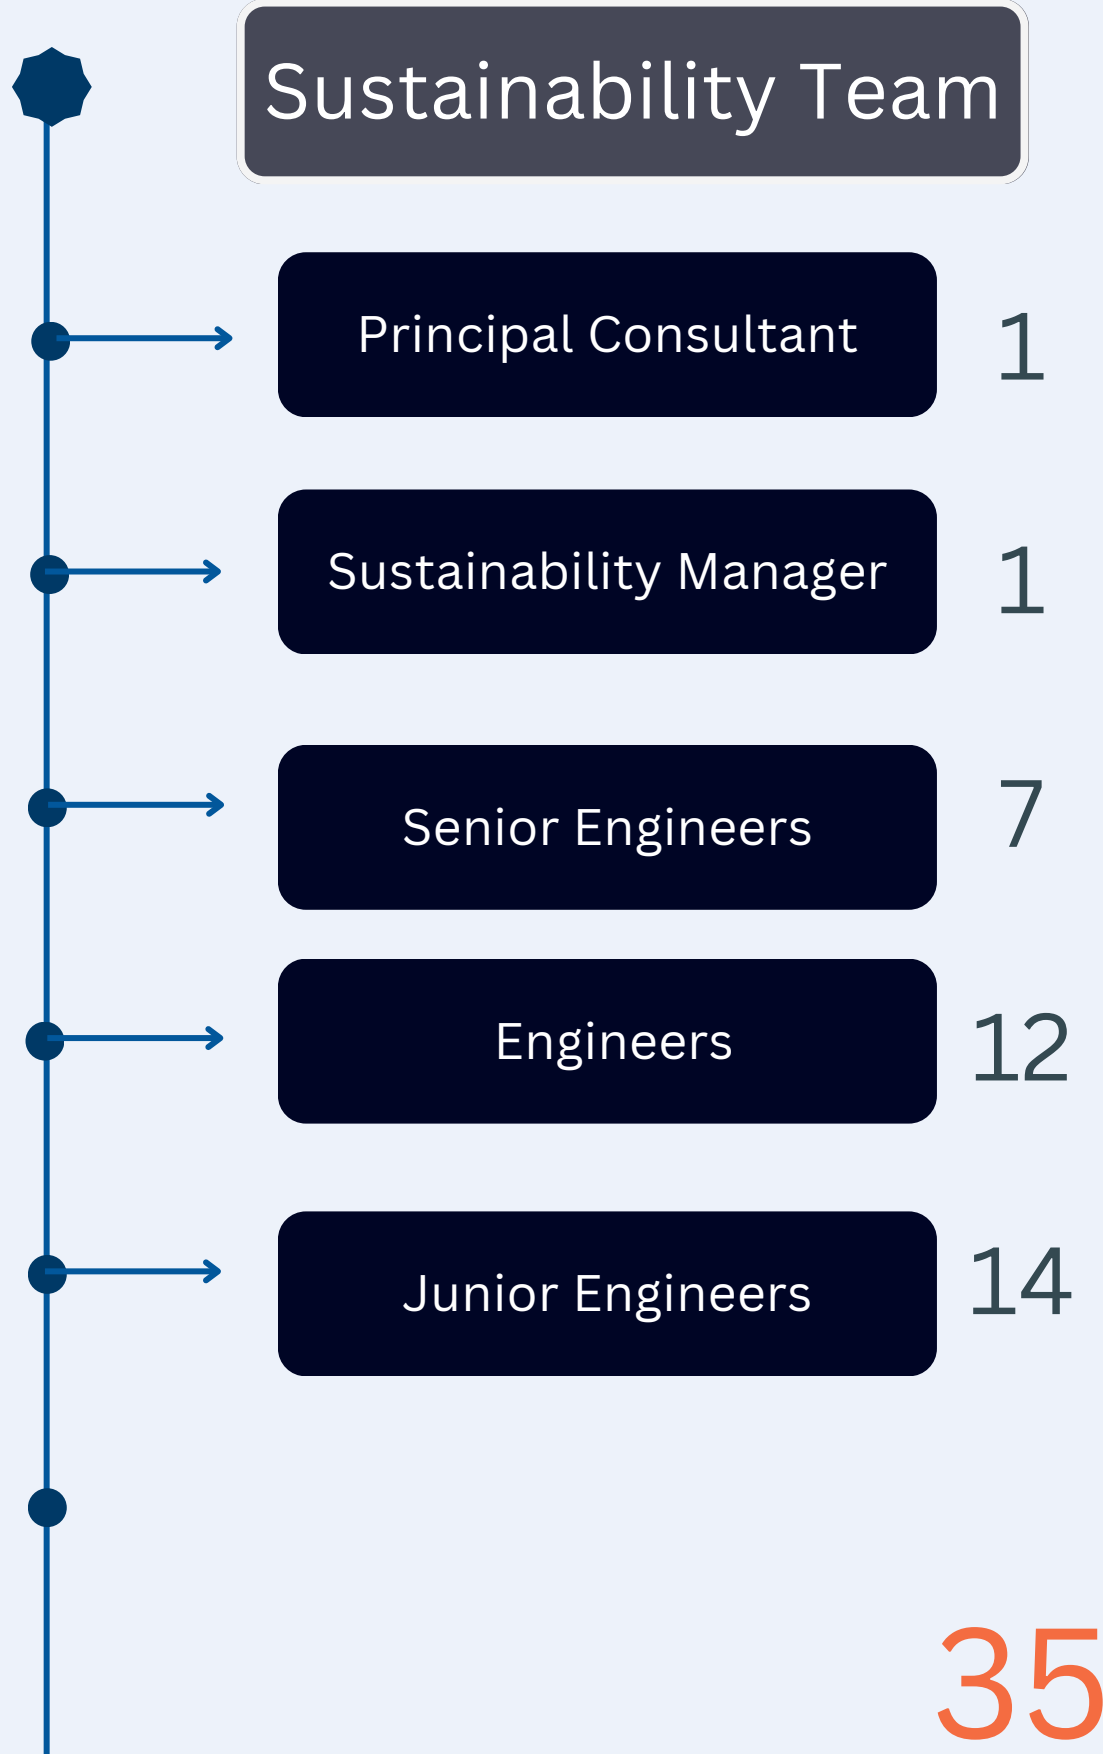 Sustainability Team
Principal Consultant 1
Sustainability Manager 1
Senior Engineers 7
Engineers 12
Junior Engineers 14
35